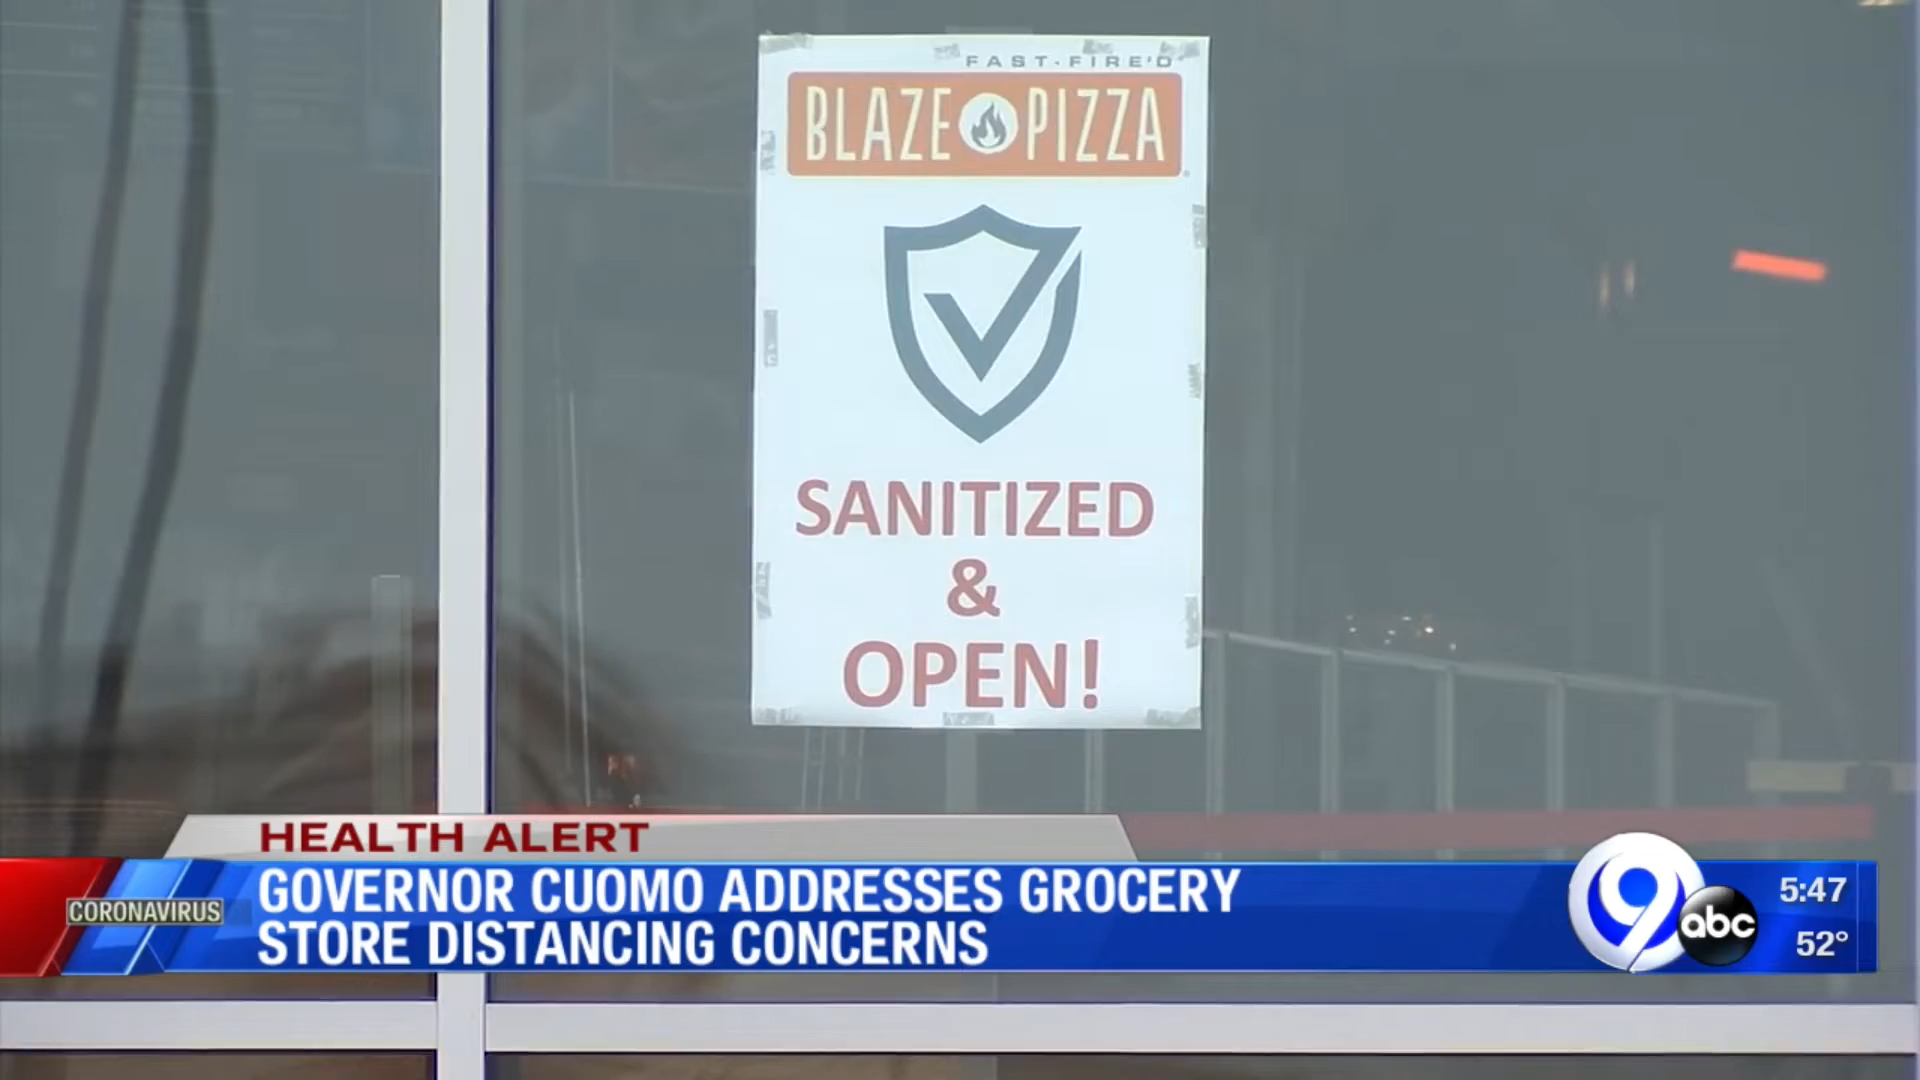 FAST-FIRE'D
BLAZE PIZZA
SANITIZED
&
OPEN!
HEALTH ALERT
CORONAVIRUS
GOVERNOR CUOMO ADDRESSES GROCERY
STORE DISTANCING CONCERNS
9
abc
5:47
52°